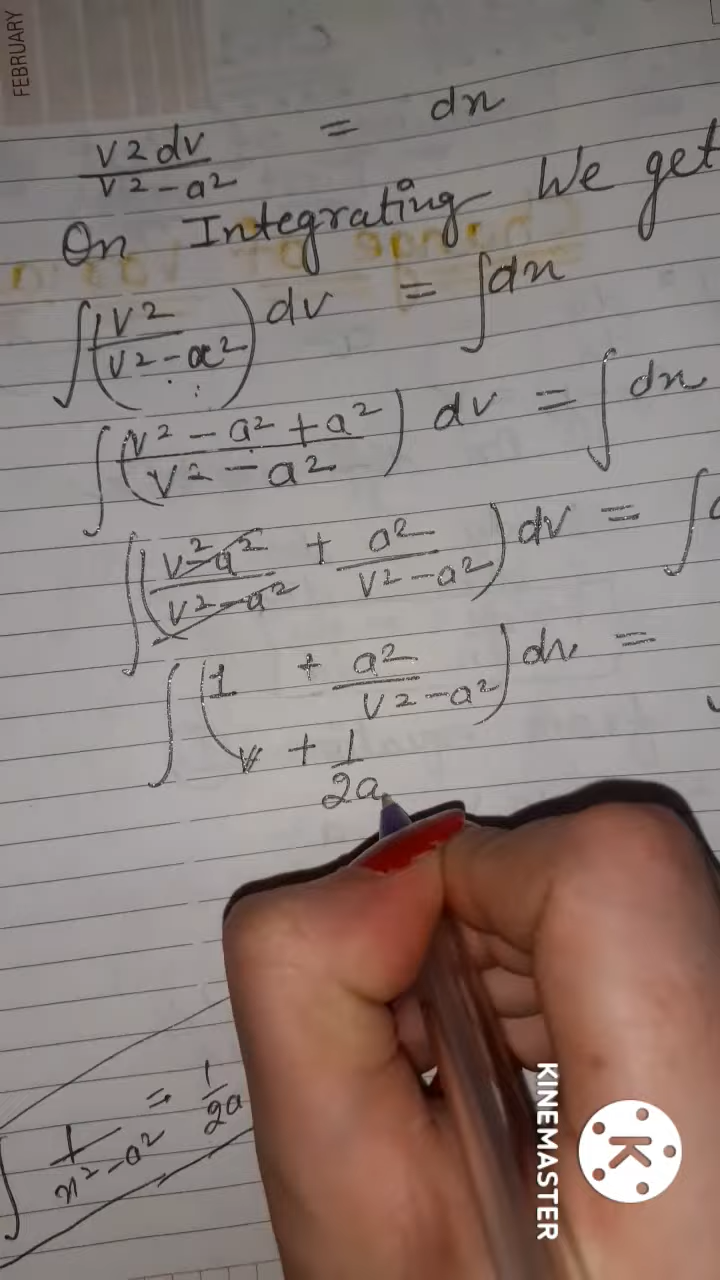 FEBRUARY
v2dv/v2-a2 = dx
On Integrating We get
∫(v2/v2-a2)dv = ∫dx
∫(v2-a2+a2/v2-a2) dv = ∫dx
∫(v2-a2/v2-a2 + a2/v2-a2)dv = ∫
∫(1 + a2/v2-a2)dv =
v + 1/2a
∫ 1/x2-a2 = 1/2a
KINEMASTER